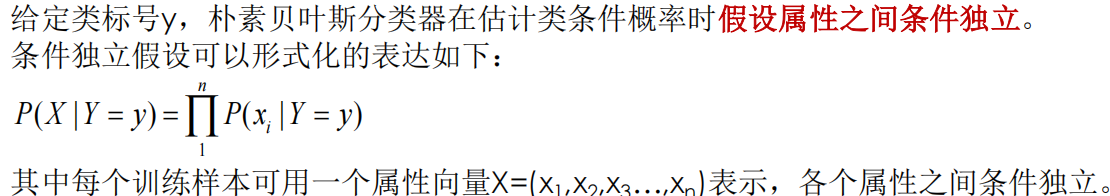 给定类标号y，朴素贝叶斯分类器在估计类条件概率时假设属性之间条件独立。
条件独立假设可以形式化的表达如下：
P(X|Y = y) = ∏₁ⁿ P(xᵢ|Y = y)
其中每个训练样本可用一个属性向量X=(x₁,x₂,x₃…,xₙ)表示，各个属性之间条件独立。